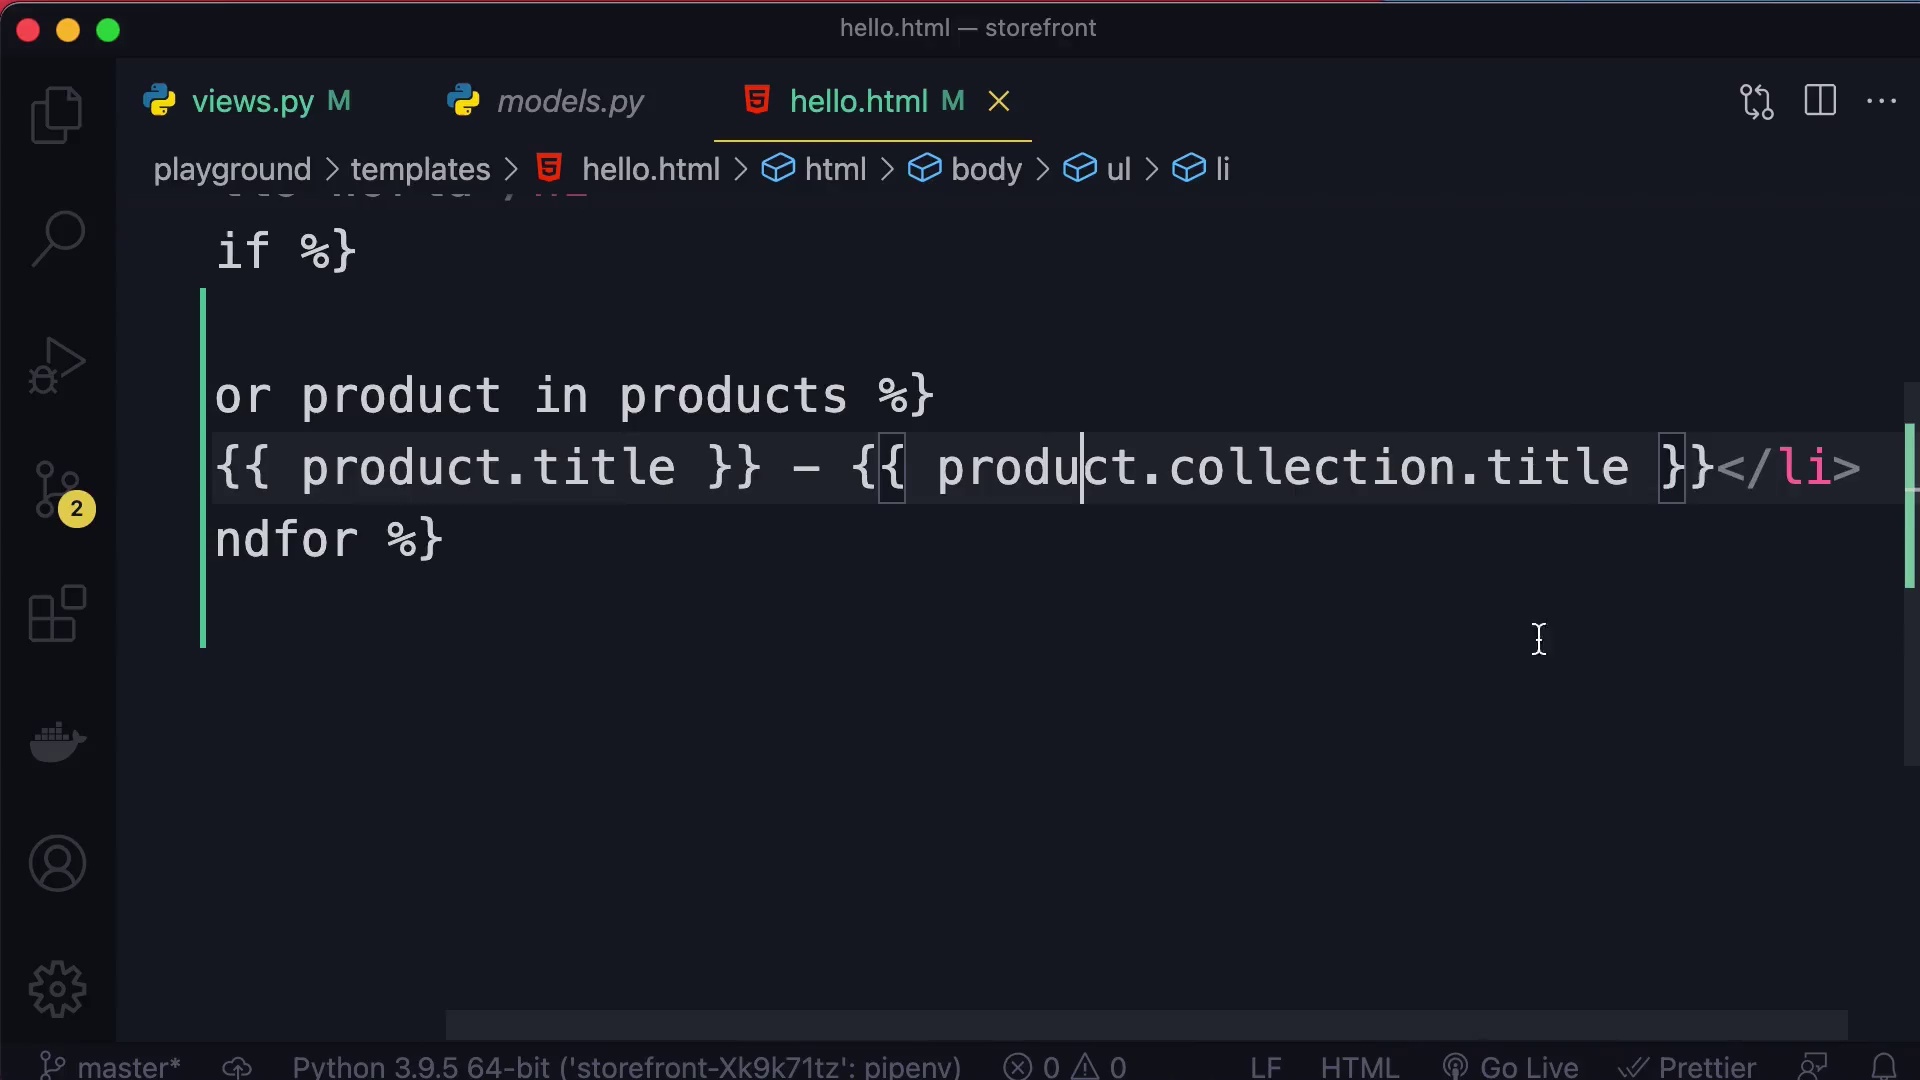 hello.html — storefront
views.py M
models.py
hello.html M
playground > templates > hello.html > html > body > ul > li
if %}
or product in products %}
{{ product.title }} - {{ product.collection.title }}</li>
ndfor %}
2
master*
Python 3.9.5 64-bit ('storefront-Xk9k71tz': pipenv)
0
0
LF
HTML
Go Live
Prettier